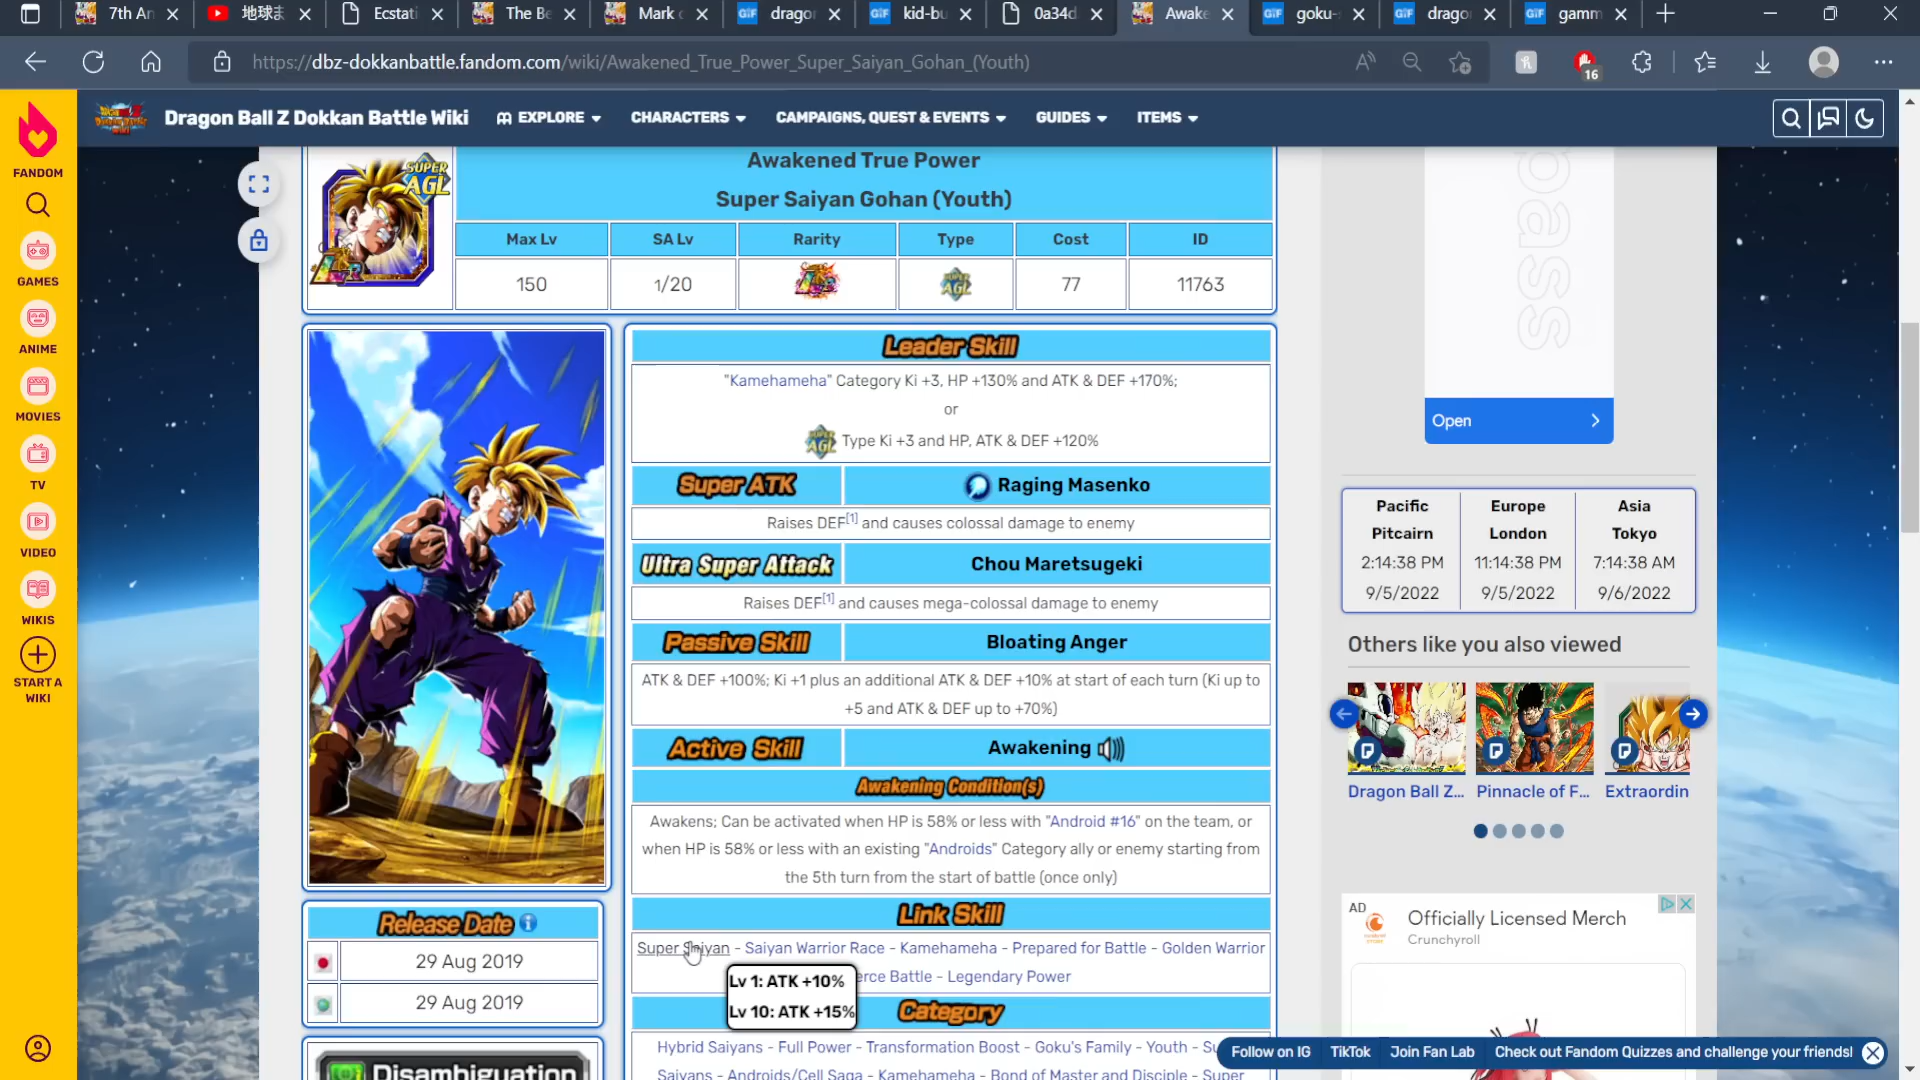 7th An
地球ま
Ecstati
The Be
Mark o
GIF drago
GIF kid-bu
0a34d
Awake
GIF goku-
GIF drago
GIF gamm
https://dbz-dokkanbattle.fandom.com/wiki/Awakened_True_Power_Super_Saiyan_Gohan_(Youth)
16
Dragon Ball Z Dokkan Battle Wiki
EXPLORE
CHARACTERS
CAMPAIGNS, QUEST & EVENTS
GUIDES
ITEMS
FANDOM
GAMES
ANIME
MOVIES
TV
VIDEO
WIKIS
START A
WIKI
SUPER
AGL
LR
Awakened True Power
Super Saiyan Gohan (Youth)
Max Lv SA Lv Rarity Type Cost ID
150 1/20 LR SUPER AGL 77 11763
Leader Skill
"Kamehameha" Category Ki +3, HP +130% and ATK & DEF +170%;
or
SUPER AGL Type Ki +3 and HP, ATK & DEF +120%
Super ATK
Raging Masenko
Raises DEF[1] and causes colossal damage to enemy
Ultra Super Attack
Chou Maretsugeki
Raises DEF[1] and causes mega-colossal damage to enemy
Passive Skill
Bloating Anger
ATK & DEF +100%; Ki +1 plus an additional ATK & DEF +10% at start of each turn (Ki up to
+5 and ATK & DEF up to +70%)
Active Skill
Awakening
Awakening Condition(s)
Awakens; Can be activated when HP is 58% or less with "Android #16" on the team, or
when HP is 58% or less with an existing "Androids" Category ally or enemy starting from
the 5th turn from the start of battle (once only)
Link Skill
Super Saiyan - Saiyan Warrior Race - Kamehameha - Prepared for Battle - Golden Warrior
erce Battle - Legendary Power
Lv 1: ATK +10%
Lv 10: ATK +15%
Category
Hybrid Saiyans - Full Power - Transformation Boost - Goku's Family - Youth - Su
Saiyans - Androids/Cell Saga - Kamehameha - Bond of Master and Disciple - Super
Release Date
29 Aug 2019
29 Aug 2019
Disambiguation
pass
Open
Pacific Europe Asia
Pitcairn London Tokyo
2:14:38 PM 11:14:38 PM 7:14:38 AM
9/5/2022 9/5/2022 9/6/2022
Others like you also viewed
Dragon Ball Z...
Pinnacle of F...
Extraordin
AD
Officially Licensed Merch
Crunchyroll
Follow on IG
TikTok
Join Fan Lab
Check out Fandom Quizzes and challenge your friends!